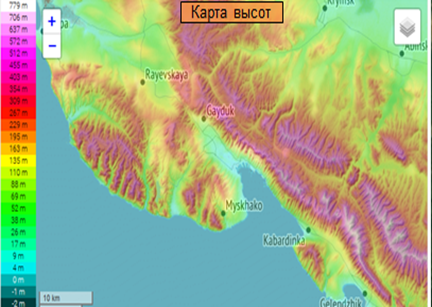 Карта высот
779 m
706 m
637 m
572 m
512 m
455 m
403 m
354 m
309 m
267 m
229 m
195 m
163 m
135 m
110 m
88 m
69 m
52 m
38 m
26 m
17 m
9 m
4 m
0 m
-1 m
-2 m
+
−
Krymsk
Rayevskaya
Gayduk
Myskhako
Kabardinka
Gelendzhik
10 km